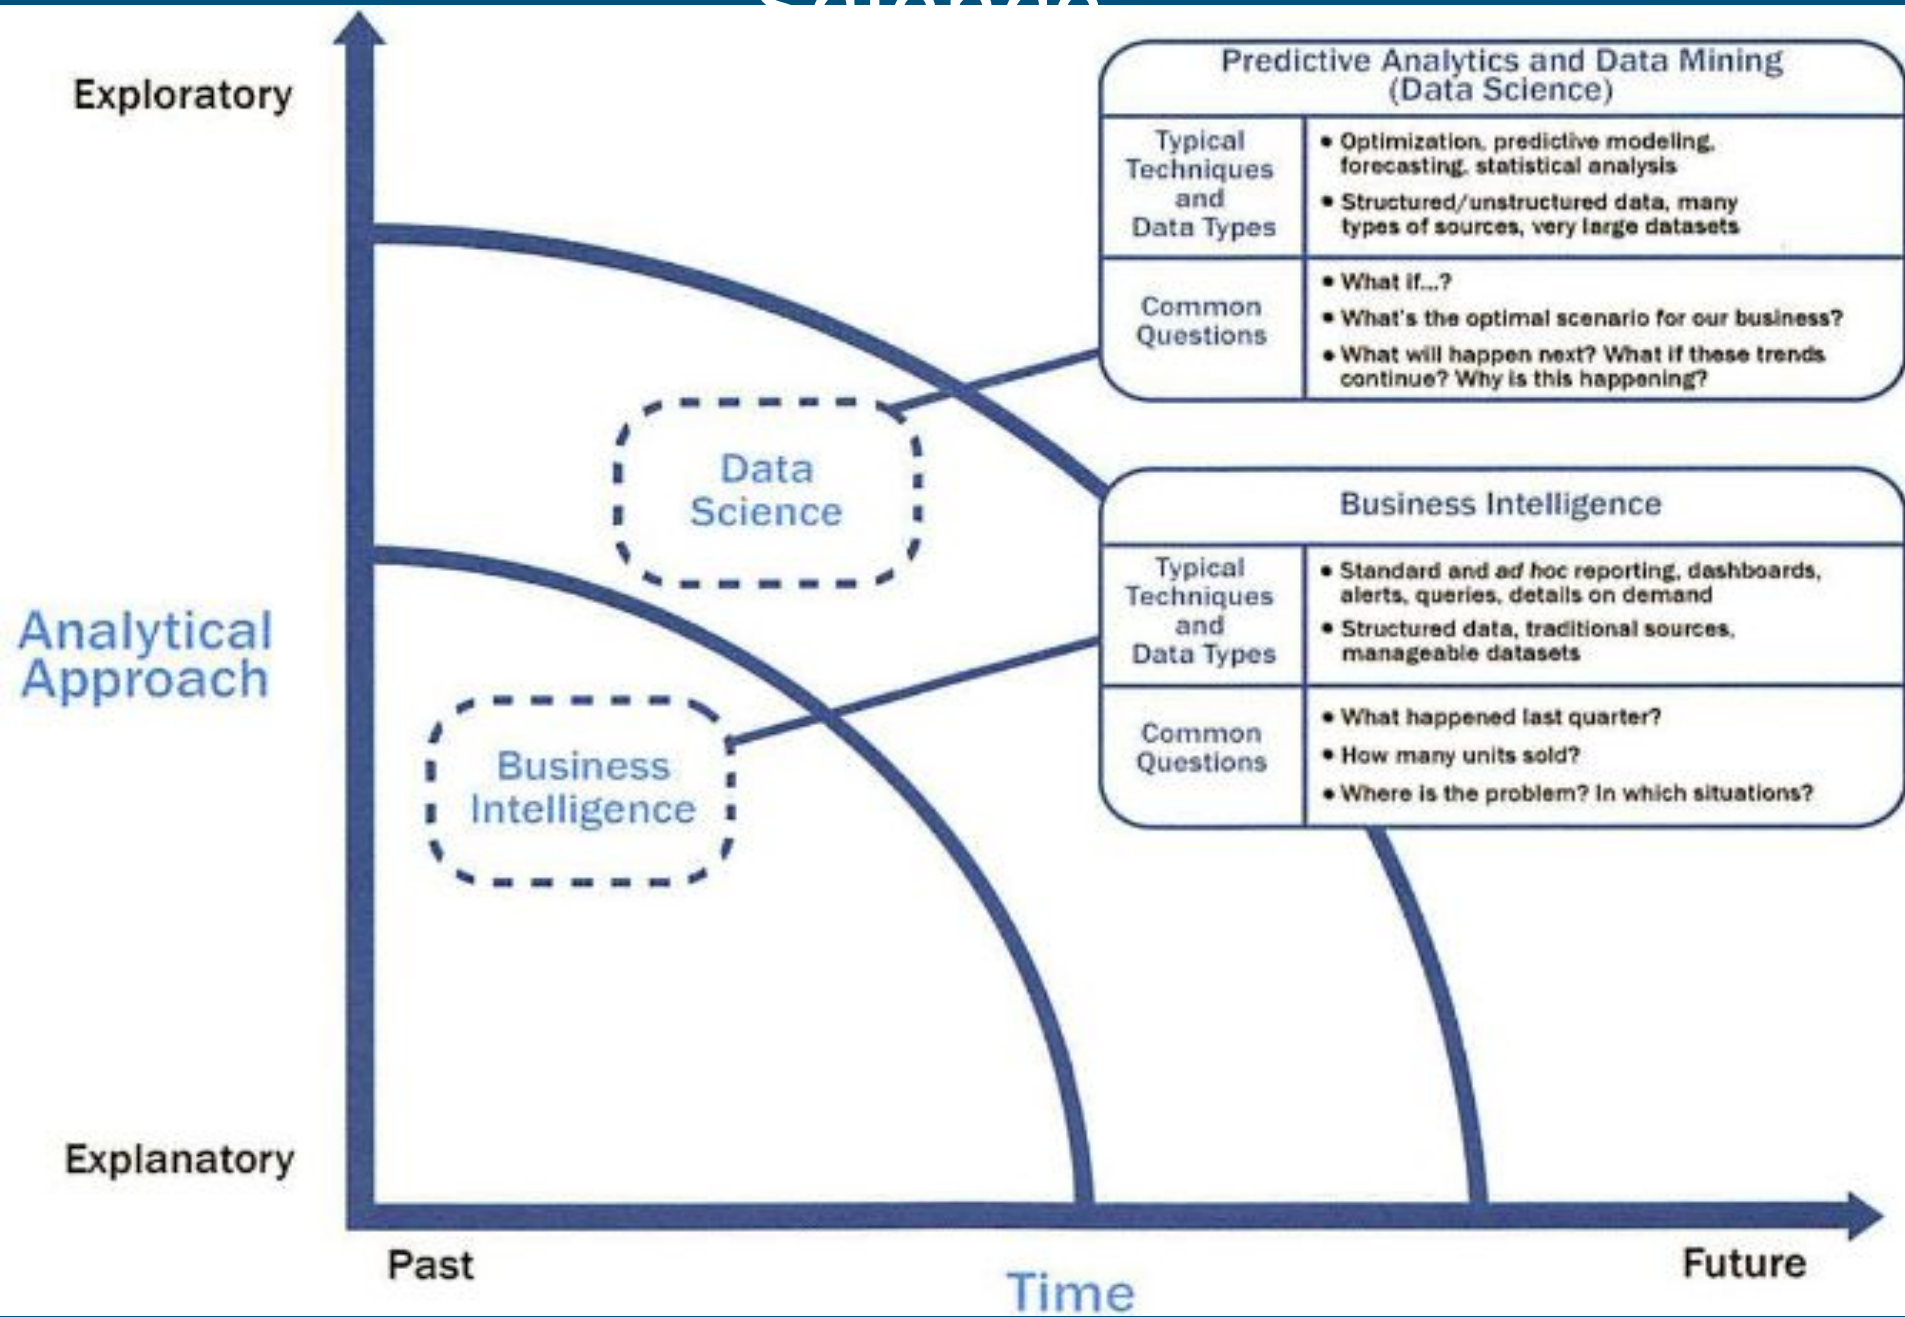 Exploratory
Analytical
Approach
Explanatory
Past
Time
Future
Data
Science
Business
Intelligence
Predictive Analytics and Data Mining
(Data Science)
Typical
Techniques
and
Data Types
• Optimization, predictive modeling,
forecasting, statistical analysis
• Structured/unstructured data, many
types of sources, very large datasets
Common
Questions
• What if...?
• What's the optimal scenario for our business?
• What will happen next? What if these trends
continue? Why is this happening?
Business Intelligence
Typical
Techniques
and
Data Types
• Standard and ad hoc reporting, dashboards,
alerts, queries, details on demand
• Structured data, traditional sources,
manageable datasets
Common
Questions
• What happened last quarter?
• How many units sold?
• Where is the problem? In which situations?